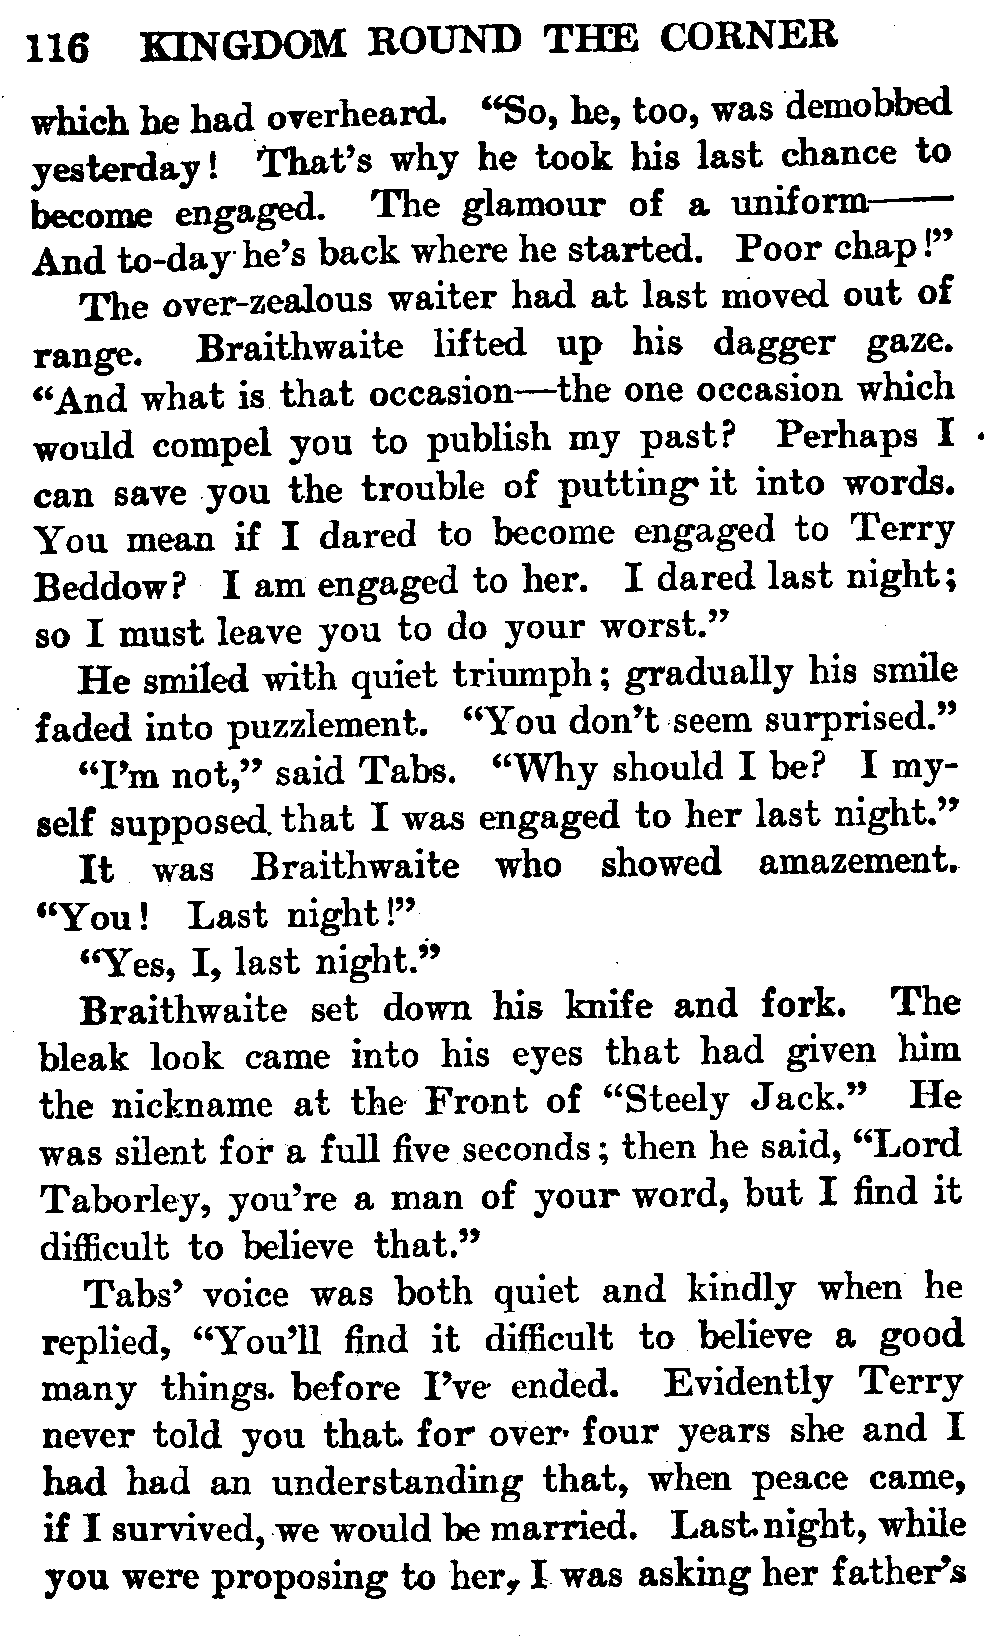 116 KINGDOM ROUND THE CORNER
which he had overheard. “So, he, too, was demobbed
yesterday! That’s why he took his last chance to
become engaged. The glamour of a uniform——
And to-day he’s back where he started. Poor chap!”
The over-zealous waiter had at last moved out of
range. Braithwaite lifted up his dagger gaze.
“And what is that occasion—the one occasion which
would compel you to publish my past? Perhaps I
can save you the trouble of putting it into words.
You mean if I dared to become engaged to Terry
Beddow? I am engaged to her. I dared last night;
so I must leave you to do your worst.”
He smiled with quiet triumph; gradually his smile
faded into puzzlement. “You don’t seem surprised.”
“I’m not,” said Tabs. “Why should I be? I my-
self supposed that I was engaged to her last night.”
It was Braithwaite who showed amazement.
“You! Last night!”
“Yes, I, last night.”
Braithwaite set down his knife and fork. The
bleak look came into his eyes that had given him
the nickname at the Front of “Steely Jack.” He
was silent for a full five seconds; then he said, “Lord
Taborley, you’re a man of your word, but I find it
difficult to believe that.”
Tabs’ voice was both quiet and kindly when he
replied, “You’ll find it difficult to believe a good
many things before I’ve ended. Evidently Terry
never told you that for over four years she and I
had had an understanding that, when peace came,
if I survived, we would be married. Last night, while
you were proposing to her, I was asking her father’s